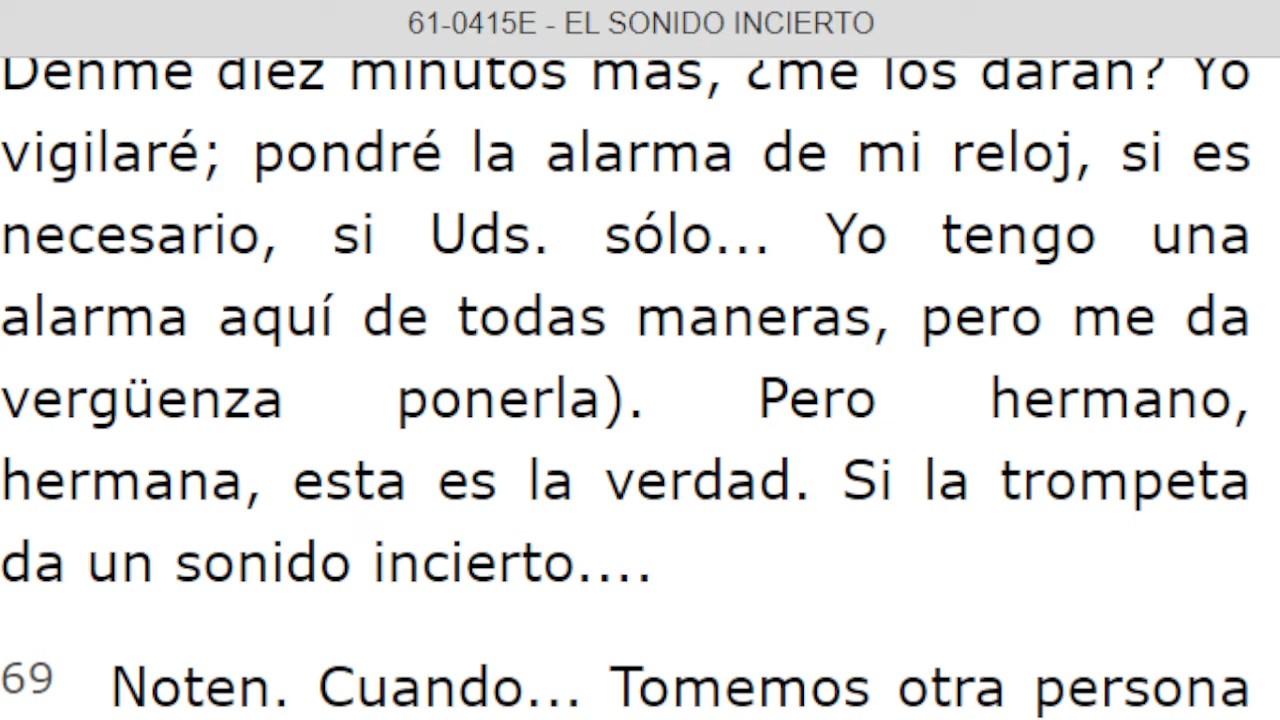 61-0415E - EL SONIDO INCIERTO
Denme diez minutos más, ¿me los darán? Yo
vigilaré; pondré la alarma de mi reloj, si es
necesario, si Uds. sólo... Yo tengo una
alarma aquí de todas maneras, pero me da
vergüenza ponerla). Pero hermano,
hermana, esta es la verdad. Si la trompeta
da un sonido incierto....
69 Noten. Cuando... Tomemos otra persona